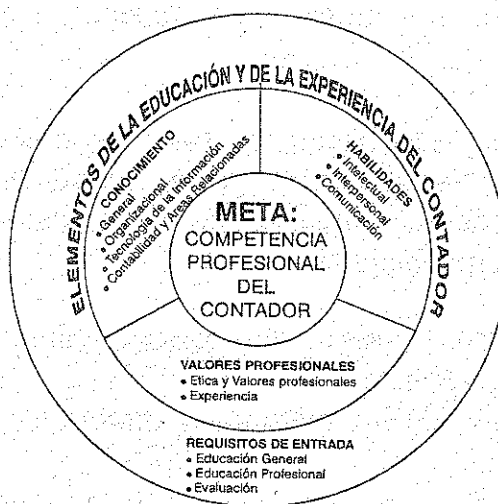 ELEMENTOS DE LA EDUCACIÓN Y DE LA EXPERIENCIA DEL CONTADOR
CONOCIMIENTO
• General
• Organizacional
• Tecnología de la Información
• Contabilidad y Areas Relacionadas
HABILIDADES
• Intelectual
• Interpersonal
• Comunicación
META:
COMPETENCIA
PROFESIONAL
DEL
CONTADOR
VALORES PROFESIONALES
• Etica y Valores profesionales
• Experiencia
REQUISITOS DE ENTRADA
• Educación General
• Educación Profesional
• Evaluación